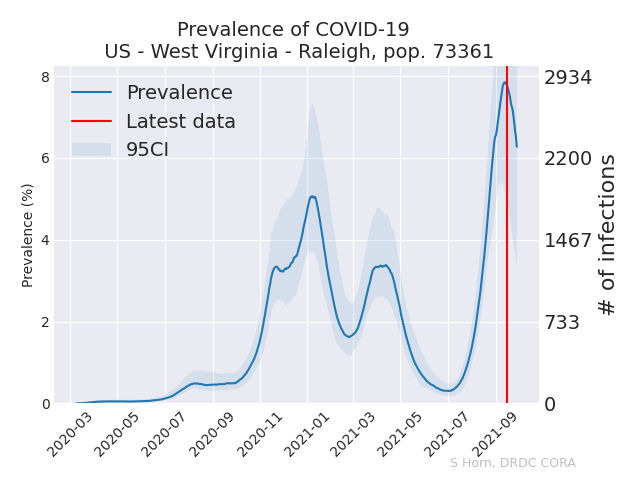 Prevalence of COVID-19
US - West Virginia - Raleigh, pop. 73361
Prevalence
Latest data
95CI
Prevalence (%)
8
6
4
2
0
2934
2200
1467
733
0
# of infections
2020-03
2020-05
2020-07
2020-09
2020-11
2021-01
2021-03
2021-05
2021-07
2021-09
S Horn, DRDC CORA